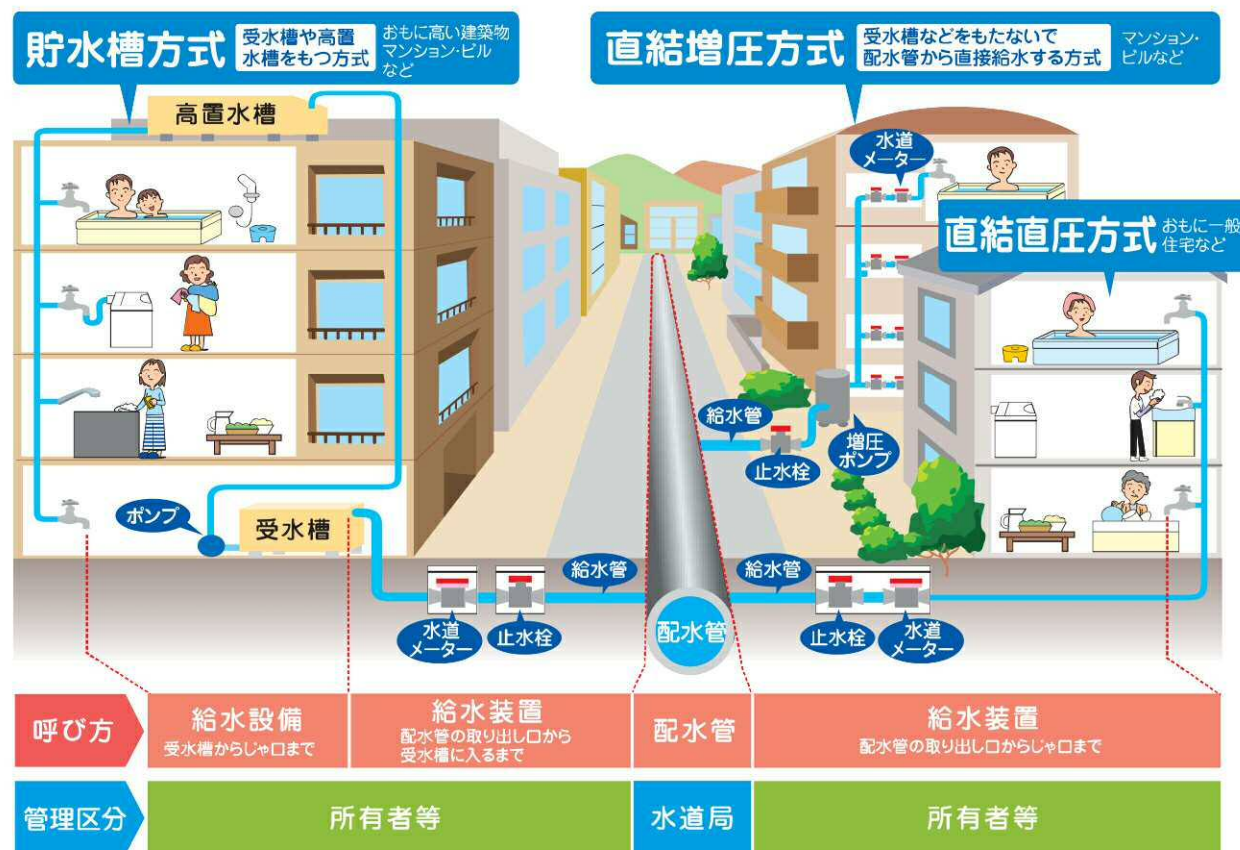 貯水槽方式
受水槽や高置
水槽をもつ方式
おもに高い建築物
マンション・ビル
など
直結増圧方式
受水槽などをもたないで
配水管から直接給水する方式
マンション・
ビルなど
高置水槽
水道
メーター
直結直圧方式
おもに一般
住宅など
給水管
止水栓
増圧
ポンプ
ポンプ
受水槽
給水管
給水管
水道
メーター
止水栓
配水管
止水栓
水道
メーター
呼び方
給水設備
受水槽からじゃ口まで
給水装置
配水管の取り出し口から
受水槽に入るまで
配水管
給水装置
配水管の取り出し口からじゃ口まで
管理区分
所有者等
水道局
所有者等